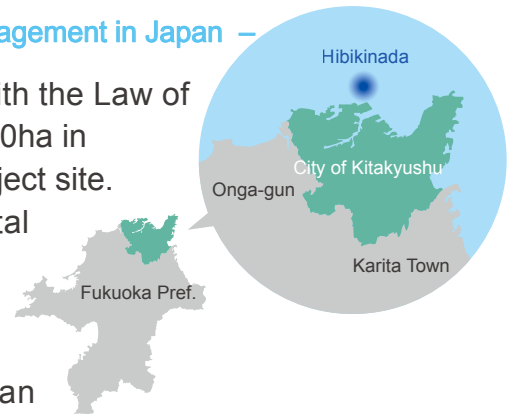 agement in Japan –
Hibikinada
ith the Law of
0ha in
City of Kitakyushu
ject site.
Onga-gun
tal
Karita Town
Fukuoka Pref.
an